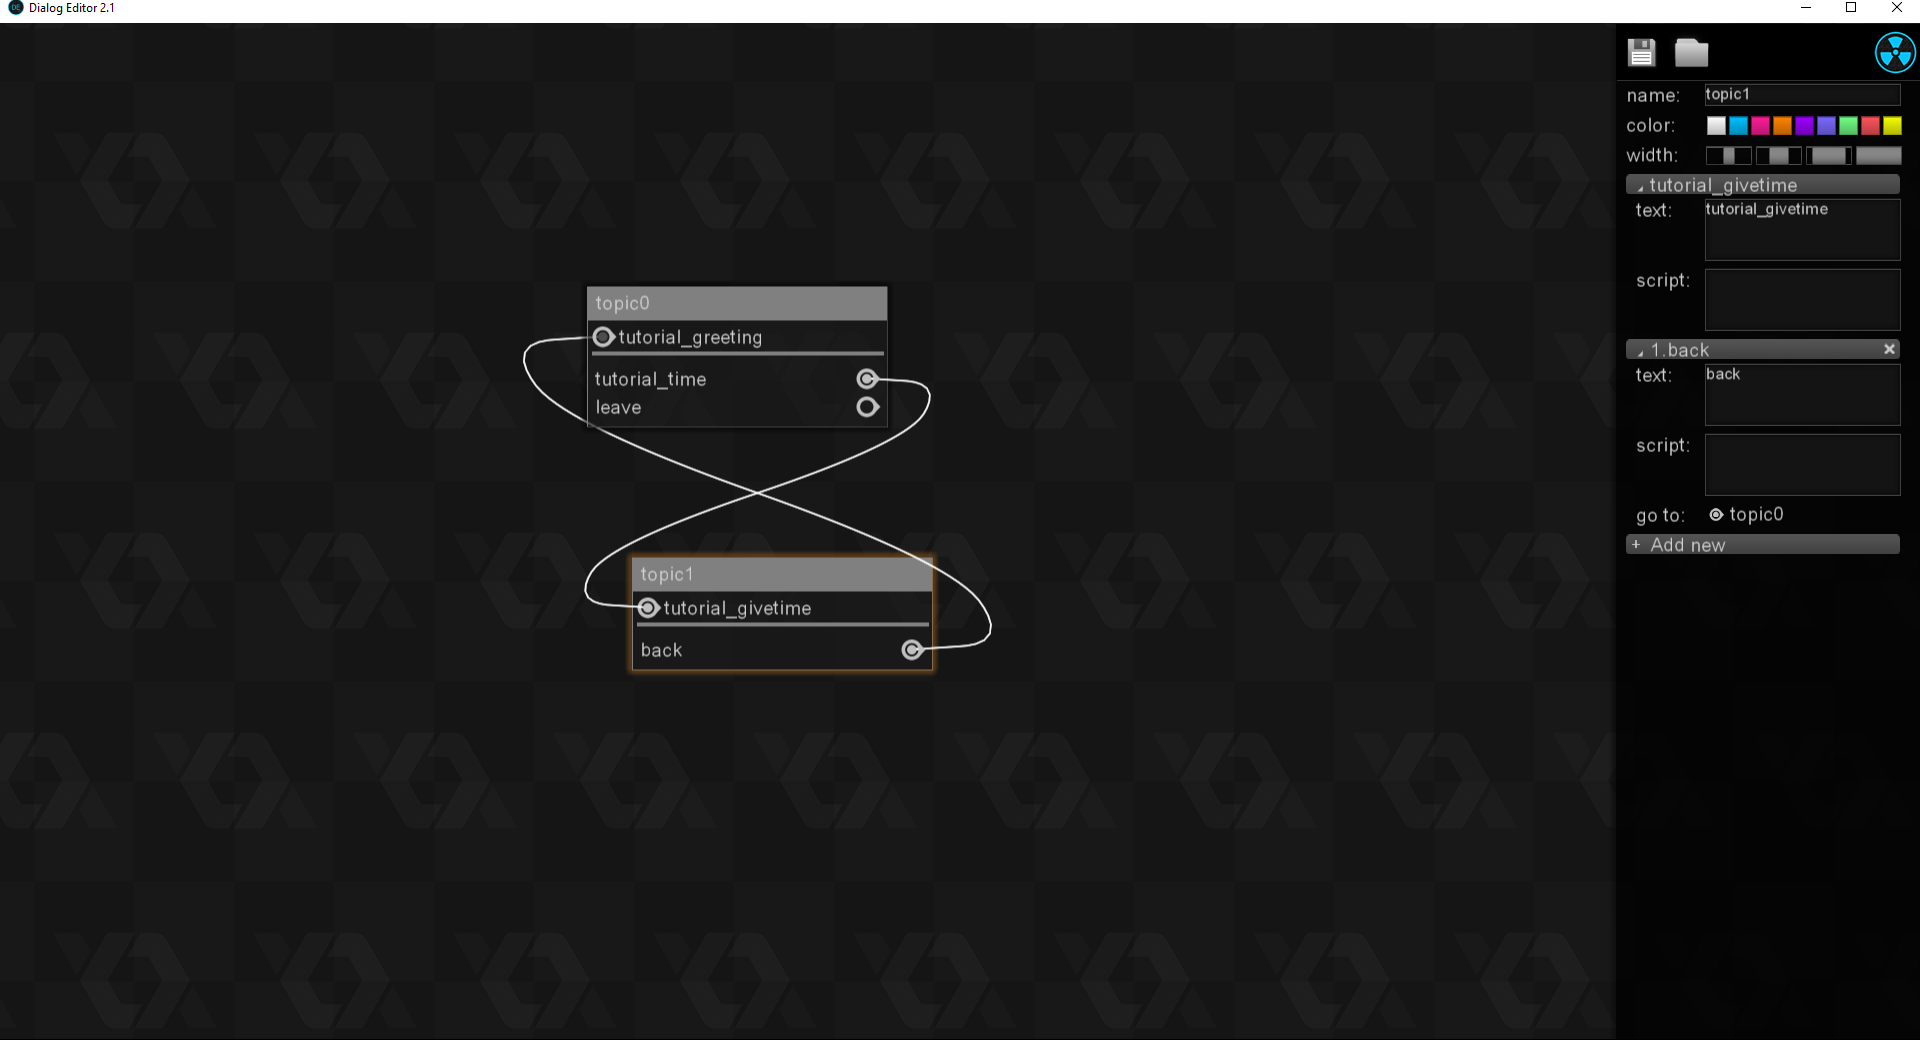 Dialog Editor 2.1
topic0
tutorial_greeting
tutorial_time
leave
topic1
tutorial_givetime
back
name: topic1
color:
width:
tutorial_givetime
text: tutorial_givetime
script:
1.back
text: back
script:
go to: topic0
+ Add new